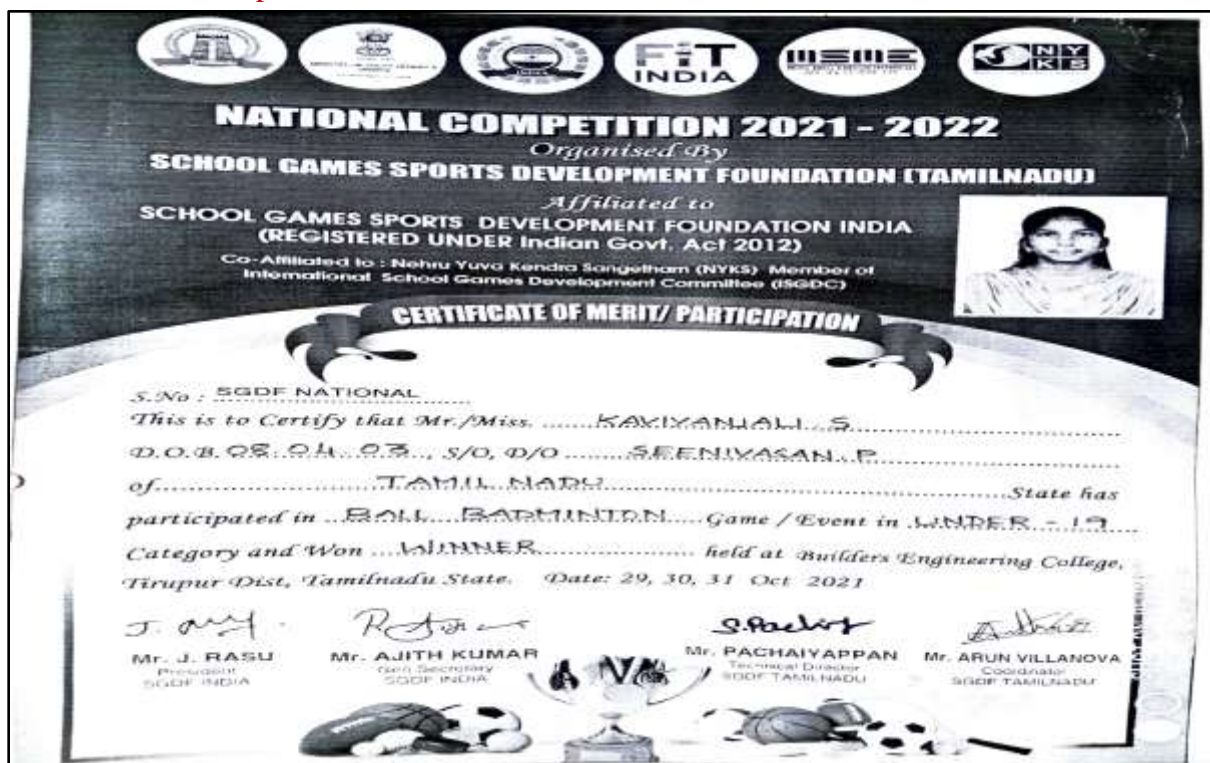 FiT
INDIA
MSME
NY
KS
INDIA
NATIONAL COMPETITION 2021 - 2022
Organised By
SCHOOL GAMES SPORTS DEVELOPMENT FOUNDATION (TAMILNADU)
Affiliated to
SCHOOL GAMES SPORTS DEVELOPMENT FOUNDATION INDIA
(REGISTERED UNDER Indian Govt. Act 2012)
Co-Affiliated to : Nehru Yuva Kendra Sangetham (NYKS) Member of
International School Games Development Committee (ISGDC)
CERTIFICATE OF MERIT/ PARTICIPATION
S.No : SGDF NATIONAL
This is to Certify that Mr./Miss. KAVIYANJALI. S
D.O.B. 08.04.03, S/O, D/O SEENIVASAN. P
of TAMIL NADU State has
participated in BALL BADMINTON Game / Event in UNDER - 19
Category and Won WINNER held at Builders Engineering College,
Tirupur Dist, Tamilnadu State. Date: 29, 30, 31 Oct 2021
Mr. J. RASU
President
SGDF INDIA
Mr. AJITH KUMAR
Gen Secretary
SGDF INDIA
Mr. PACHAIYAPPAN
Technical Director
SGDF TAMILNADU
Mr. ARUN VILLANOVA
Coordinator
SGDF TAMILNADU